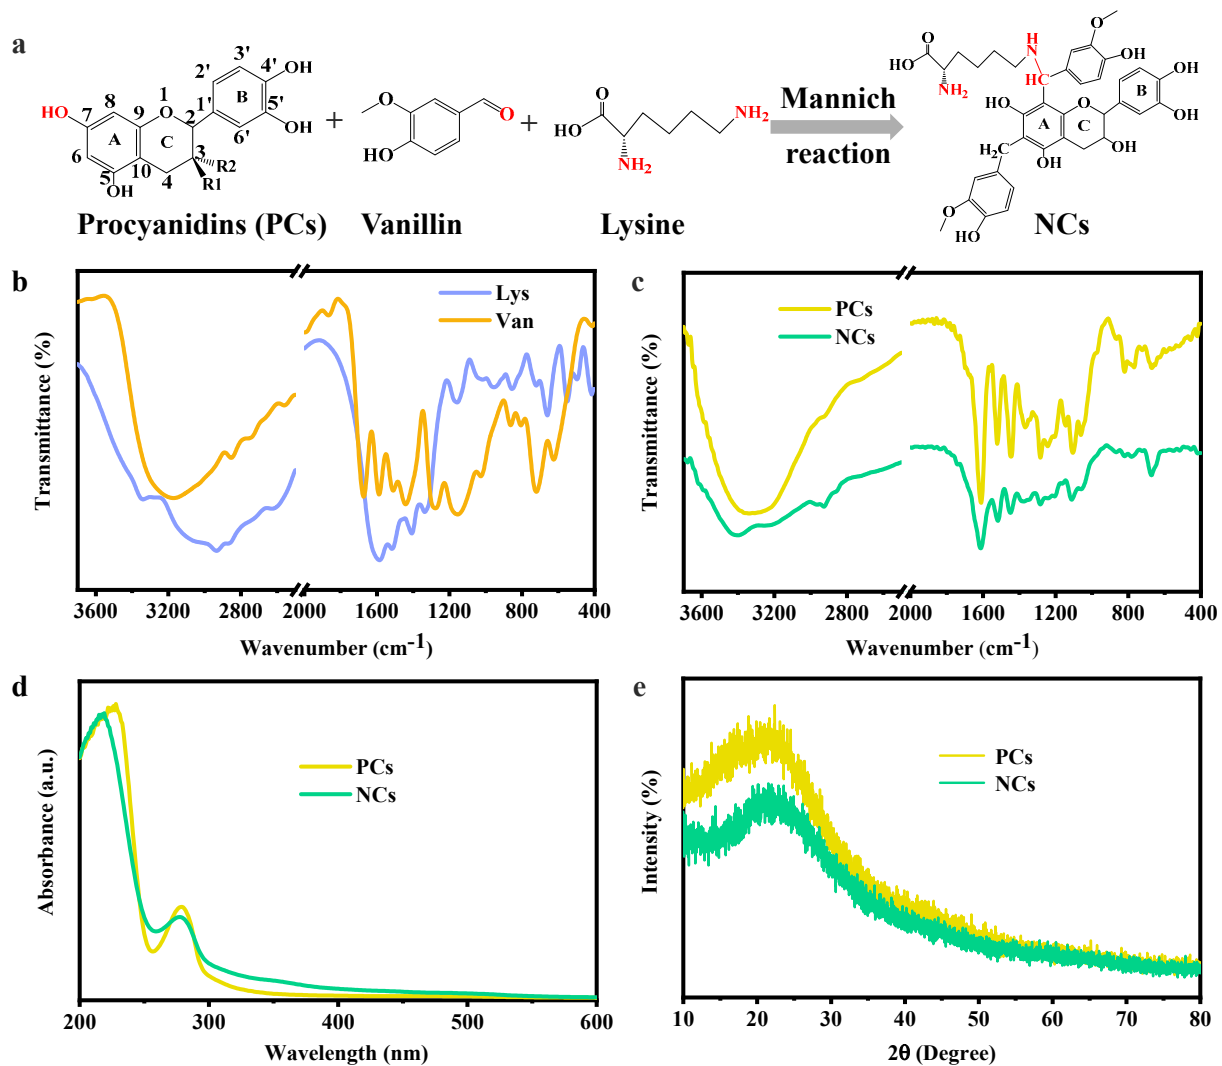 a
HO
7
8
9
O
1
2
3
4
5
6
10
A
C
B
1'
2'
3'
4'
5'
6'
OH
OH
OH
R1
R2
+
O
O
HO
+
O
HO
NH2
NH2
Mannich
reaction
O
HO
NH2
H
N
HC
O
OH
HO
A
O
C
B
OH
OH
CH2
OH
OH
O
HO
Procyanidins (PCs)
Vanillin
Lysine
NCs
b
Lys
Van
Transmittance (%)
3600 3200 2800 2400 2000 1600 1200 800 400
Wavenumber (cm-1)
c
PCs
NCs
Transmittance (%)
3600 3200 2800 2400 2000 1600 1200 800 400
Wavenumber (cm-1)
d
PCs
NCs
Absorbance (a.u.)
200 300 400 500 600
Wavelength (nm)
e
PCs
NCs
Intensity (%)
10 20 30 40 50 60 70 80
2θ (Degree)